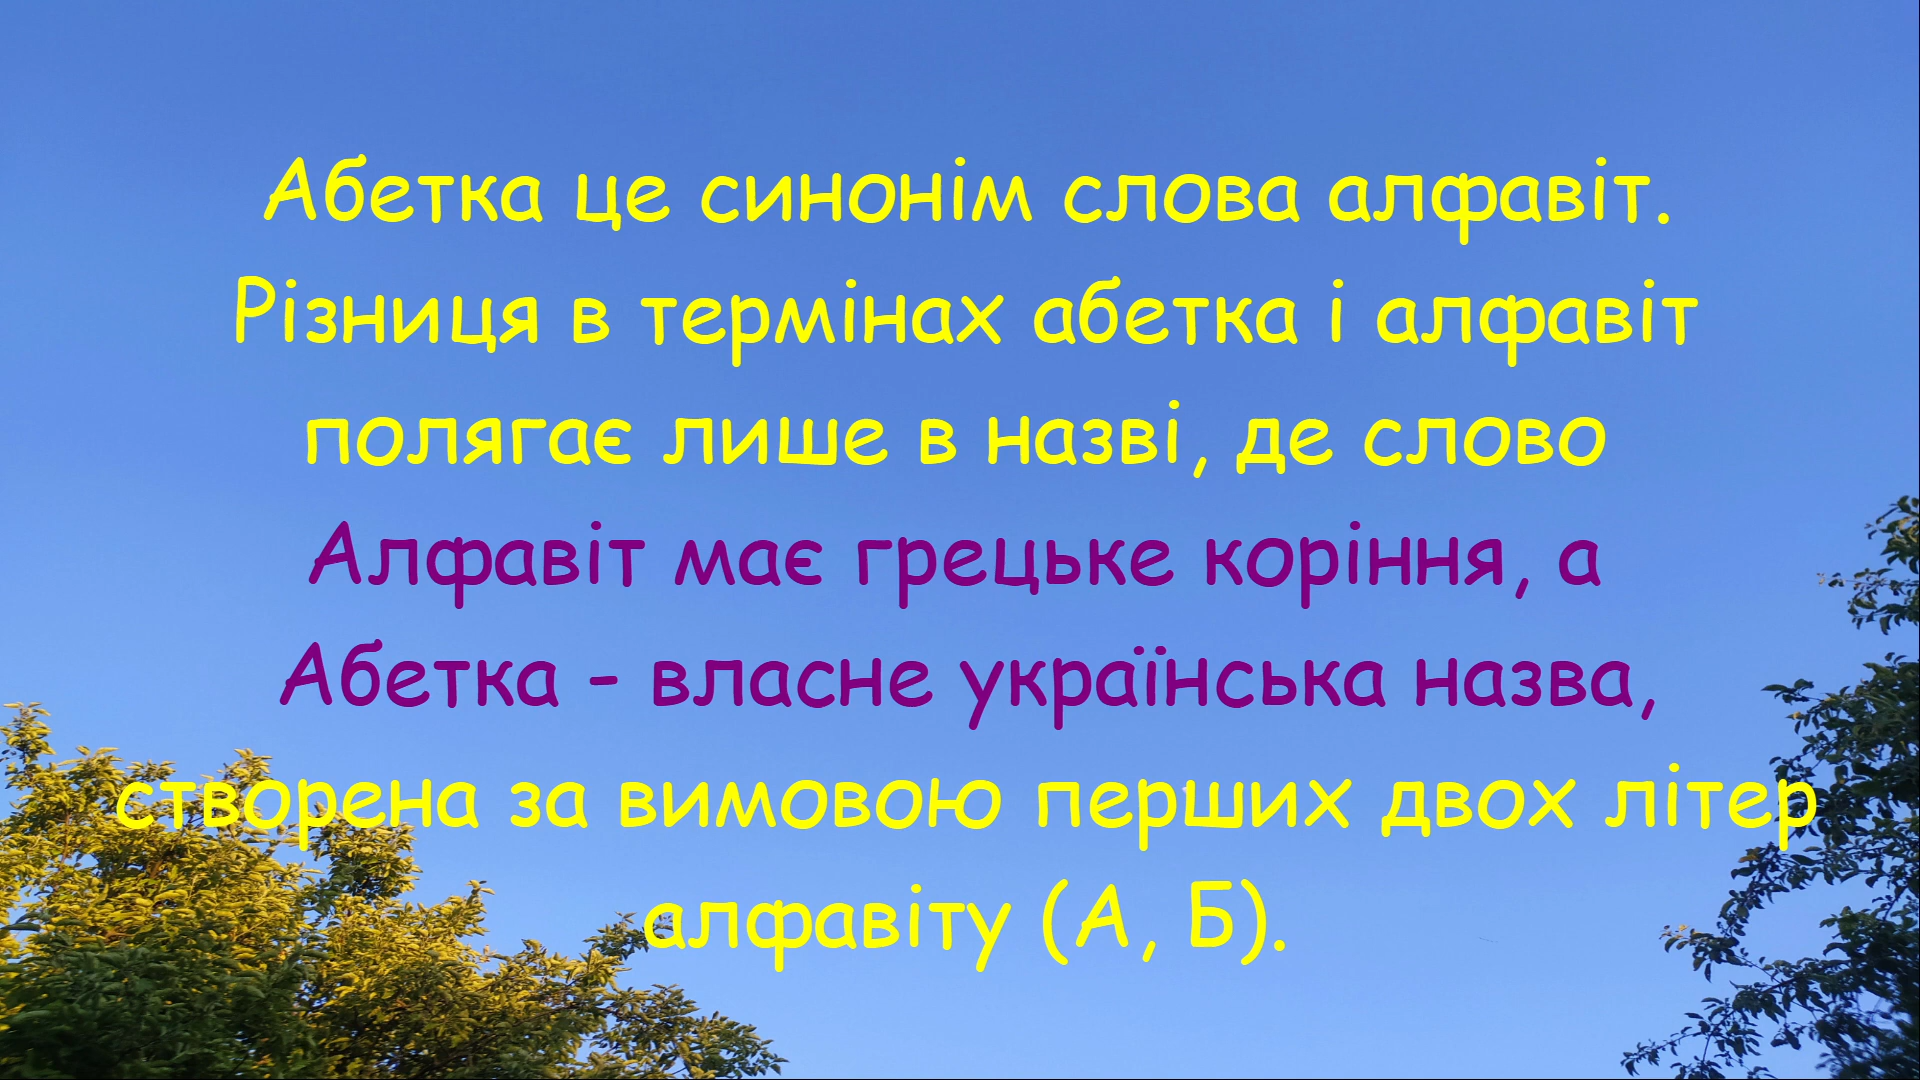 Абетка це синонім слова алфавіт.
Різниця в термінах абетка і алфавіт
полягає лише в назві, де слово
Алфавіт має грецьке коріння, а
Абетка - власне українська назва,
створена за вимовою перших двох літер
алфавіту (А, Б).